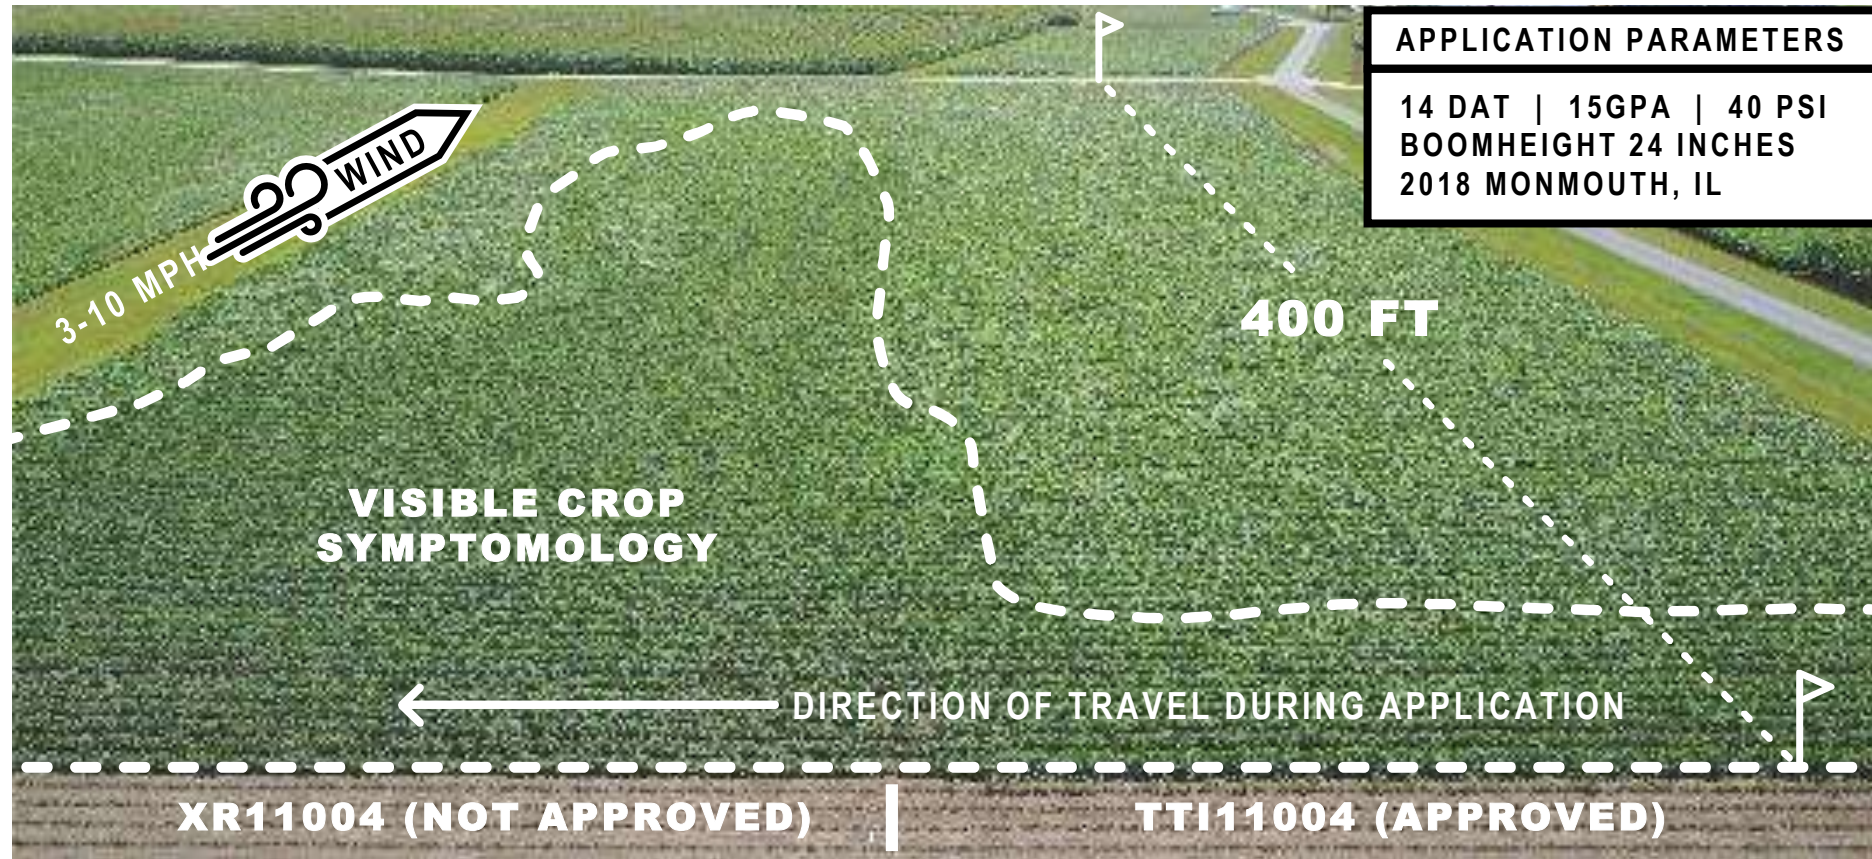 APPLICATION PARAMETERS
14 DAT | 15GPA | 40 PSI
BOOMHEIGHT 24 INCHES
2018 MONMOUTH, IL
WIND
3-10 MPH
400 FT
VISIBLE CROP
SYMPTOMOLOGY
DIRECTION OF TRAVEL DURING APPLICATION
XR11004 (NOT APPROVED)
TTI11004 (APPROVED)